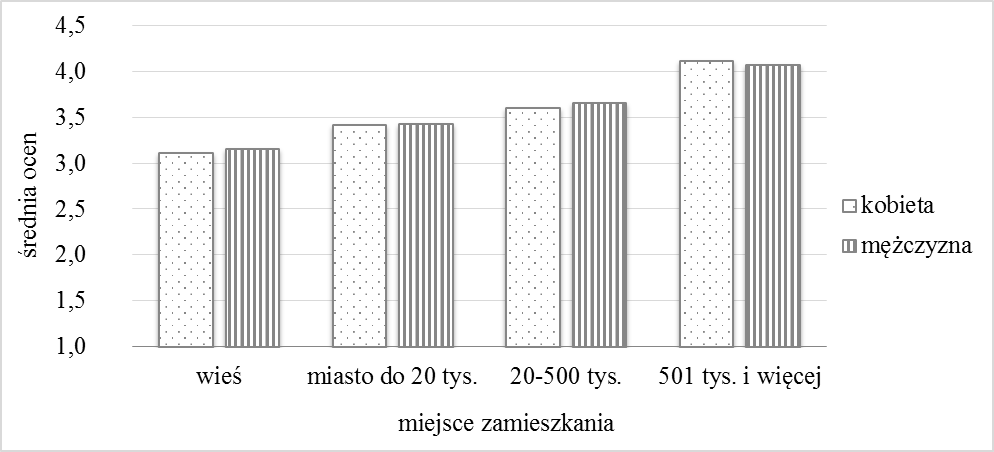 4,5
4,0
3,5
3,0
2,5
2,0
1,5
1,0
średnia ocen
wieś
miasto do 20 tys.
20-500 tys.
501 tys. i więcej
miejsce zamieszkania
kobieta
mężczyzna